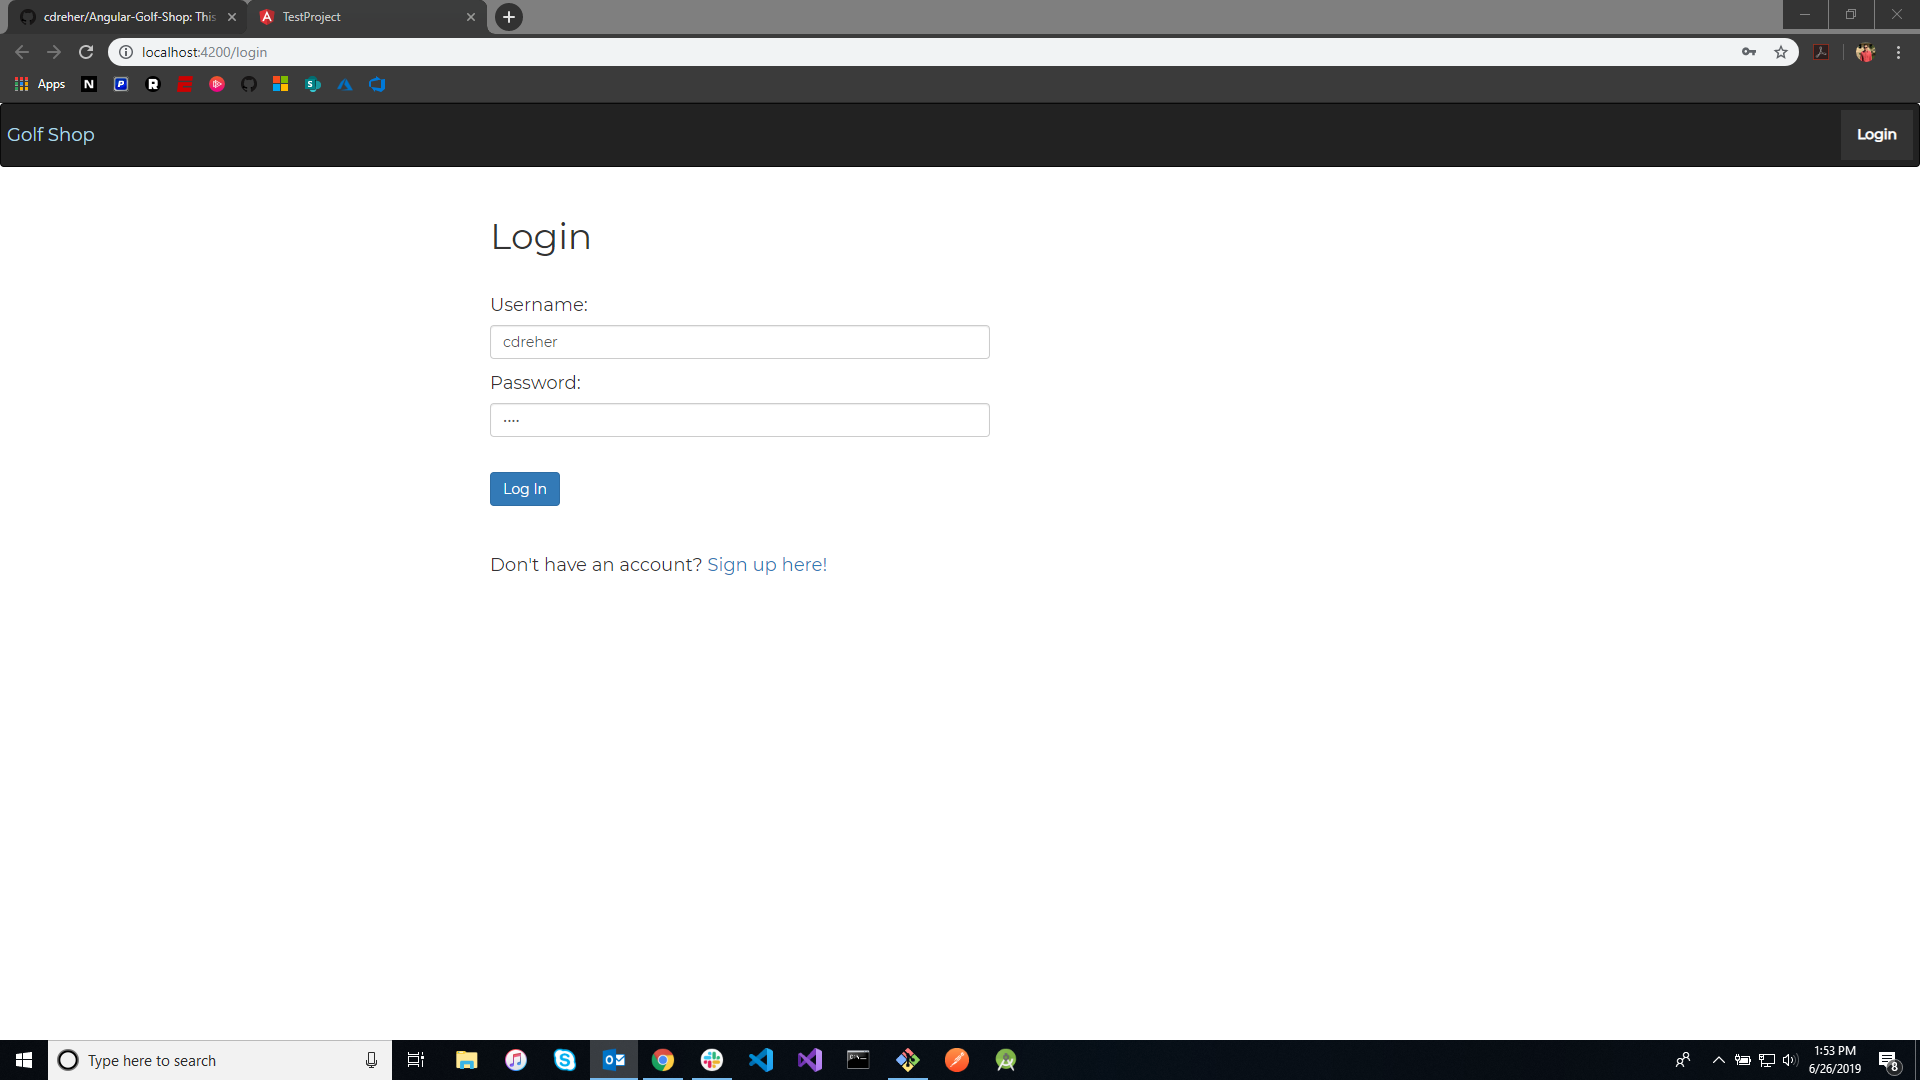 cdreher/Angular-Golf-Shop: This
TestProject
localhost:4200/login
Apps
Golf Shop
Login
Login
Username:
cdreher
Password:
Log In
Don't have an account? Sign up here!
Type here to search
1:53 PM
6/26/2019
8